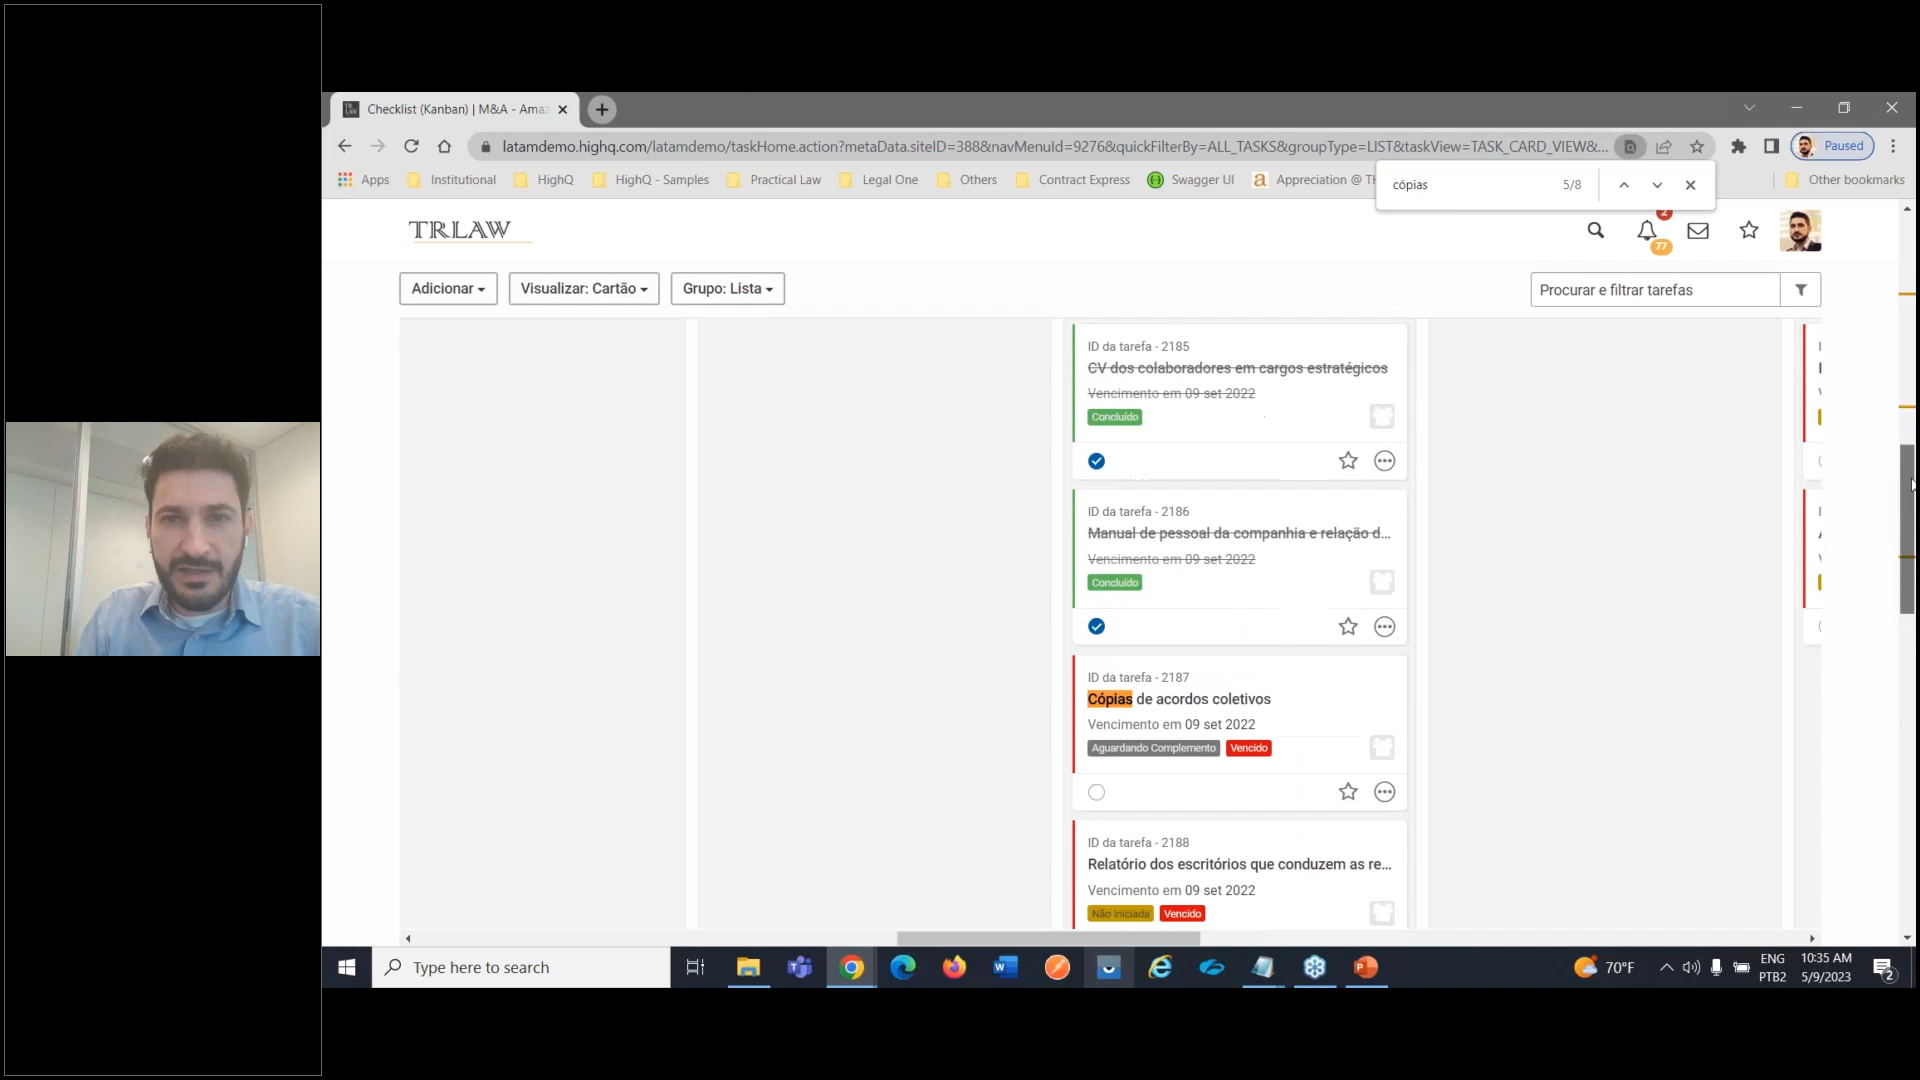 Checklist (Kanban) | M&A - Ama
latamdemo.highq.com/latamdemo/taskHome.action?metaData.siteID=388&navMenuId=9276&quickFilterBy=ALL_TASKS&groupType=LIST&taskView=TASK_CARD_VIEW&...
Paused
Apps
Institutional
HighQ
HighQ - Samples
Practical Law
Legal One
Others
Contract Express
Swagger UI
Appreciation @ TH
Other bookmarks
cópias
5/8
TRLAW
2
77
Adicionar
Visualizar: Cartão
Grupo: Lista
Procurar e filtrar tarefas
ID da tarefa - 2185
CV dos colaboradores em cargos estratégicos
Vencimento em 09 set 2022
Concluído
ID da tarefa - 2186
Manual de pessoal da companhia e relação d...
Vencimento em 09 set 2022
Concluído
ID da tarefa - 2187
Cópias de acordos coletivos
Vencimento em 09 set 2022
Aguardando Complemento Vencido
ID da tarefa - 2188
Relatório dos escritórios que conduzem as re...
Vencimento em 09 set 2022
Não Iniciada Vencido
Type here to search
70°F
ENG
PTB2
10:35 AM
5/9/2023
2